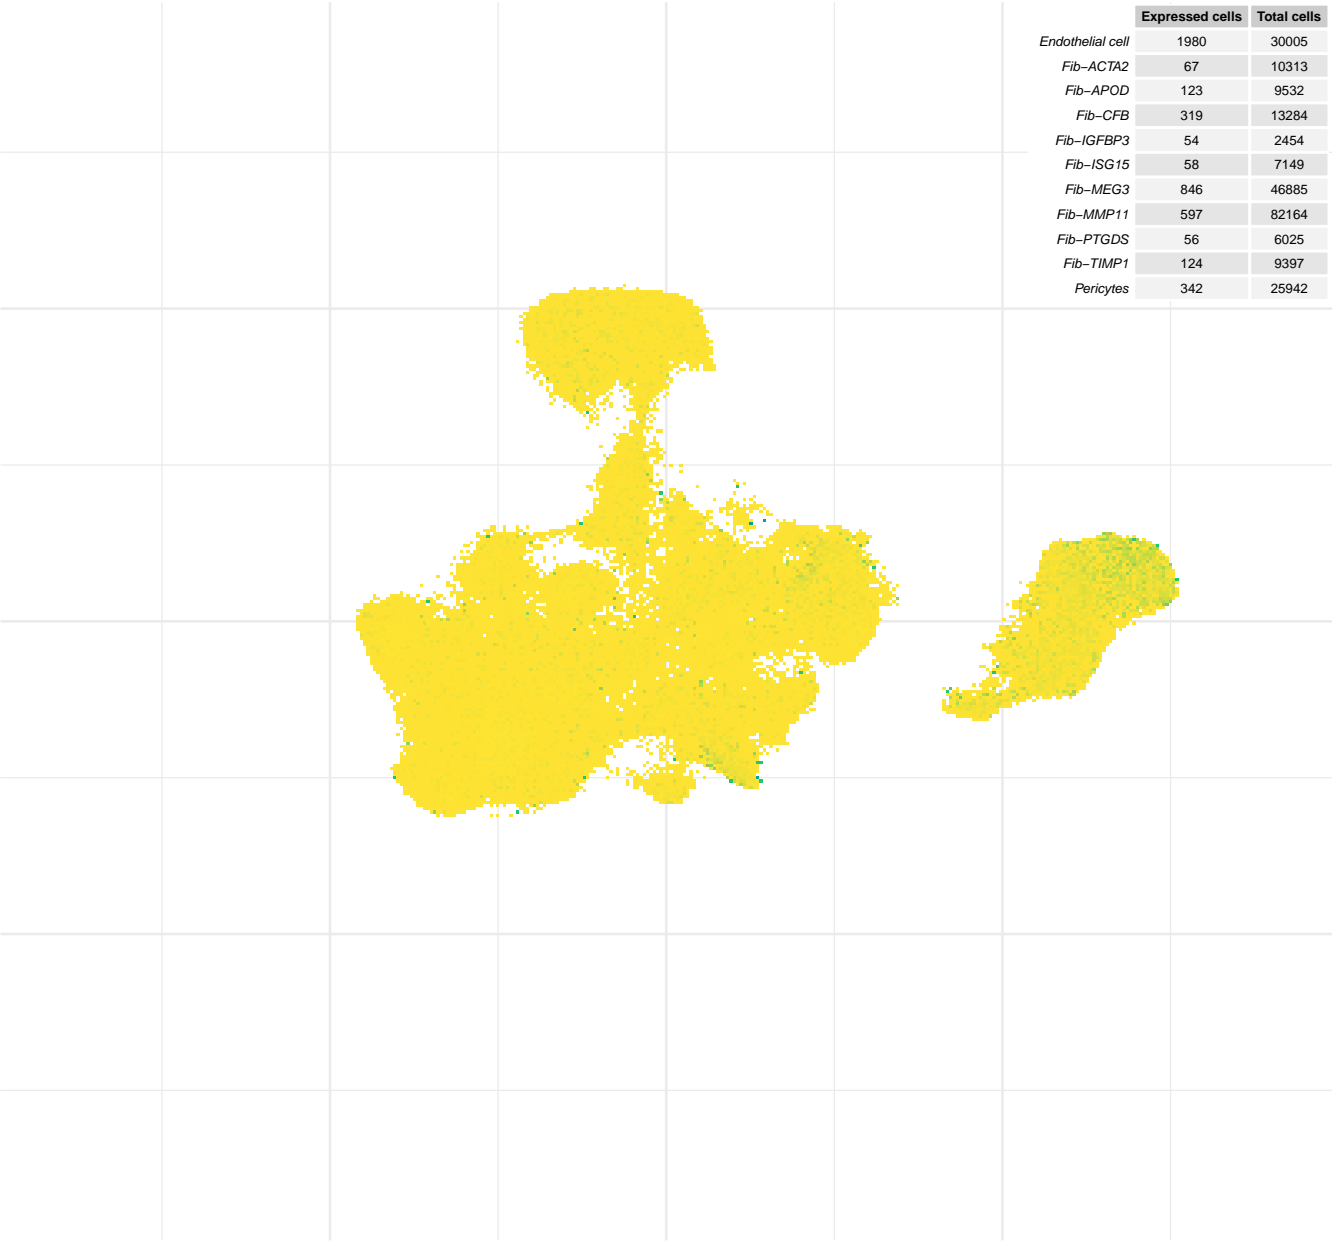 Expressed cells Total cells
Endothelial cell 1980 30005
Fib−ACTA2 67 10313
Fib−APOD 123 9532
Fib−CFB 319 13284
Fib−IGFBP3 54 2454
Fib−ISG15 58 7149
Fib−MEG3 846 46885
Fib−MMP11 597 82164
Fib−PTGDS 56 6025
Fib−TIMP1 124 9397
Pericytes 342 25942